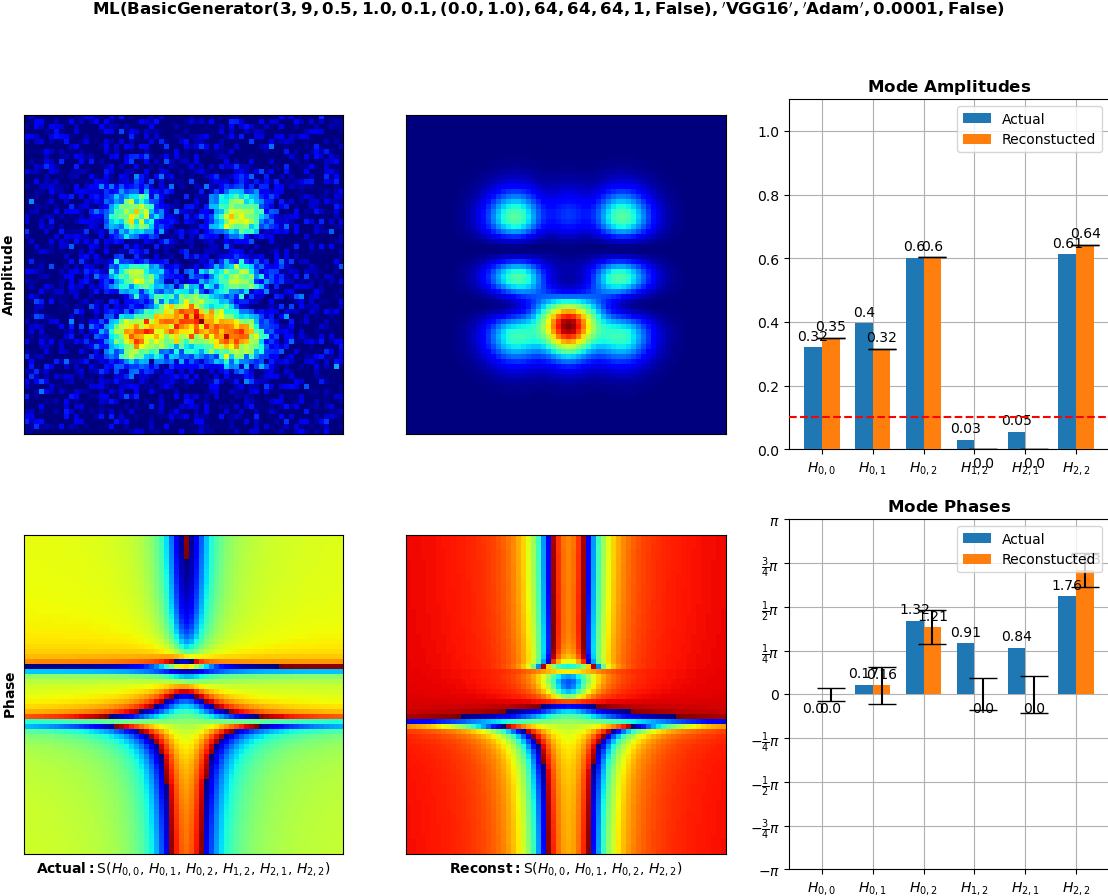 ML(BasicGenerator(3, 9, 0.5, 1.0, 0.1, (0.0, 1.0), 64, 64, 64, 1, False), ′VGG16′, ′Adam′, 0.0001, False)
Amplitude
Mode Amplitudes
Actual
Reconstucted
1.0
0.8
0.6
0.4
0.2
0.0
0.32
0.35
0.4
0.32
0.6
0.6
0.03
0.0
0.05
0.0
0.61
0.64
H0,0
H0,1
H0,2
H1,2
H2,1
H2,2
Phase
Mode Phases
Actual
Reconstucted
π
3/4π
1/2π
1/4π
0
−1/4π
−1/2π
−3/4π
−π
0.0
0.0
0.17
0.16
1.32
1.21
0.91
0.0
0.84
0.0
1.76
H0,0
H0,1
H0,2
H1,2
H2,1
H2,2
Actual: S(H0,0, H0,1, H0,2, H1,2, H2,1, H2,2)
Reconst: S(H0,0, H0,1, H0,2, H2,2)